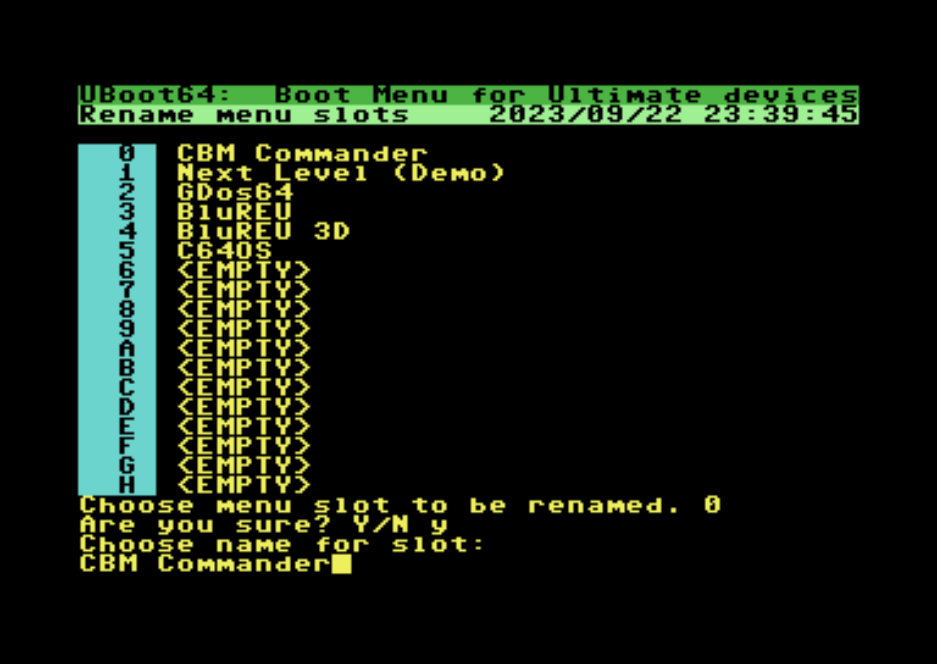 UBoot64: Boot Menu for Ultimate devices
Rename menu slots 2023/09/22 23:39:45
0 CBM Commander
1 Next Level (Demo)
2 GDos64
3 BluREU
4 BluREU 3D
5 C64OS
6 <EMPTY>
7 <EMPTY>
8 <EMPTY>
9 <EMPTY>
A <EMPTY>
B <EMPTY>
C <EMPTY>
D <EMPTY>
E <EMPTY>
F <EMPTY>
G <EMPTY>
H <EMPTY>
Choose menu slot to be renamed. 0
Are you sure? Y/N y
Choose name for slot:
CBM Commander